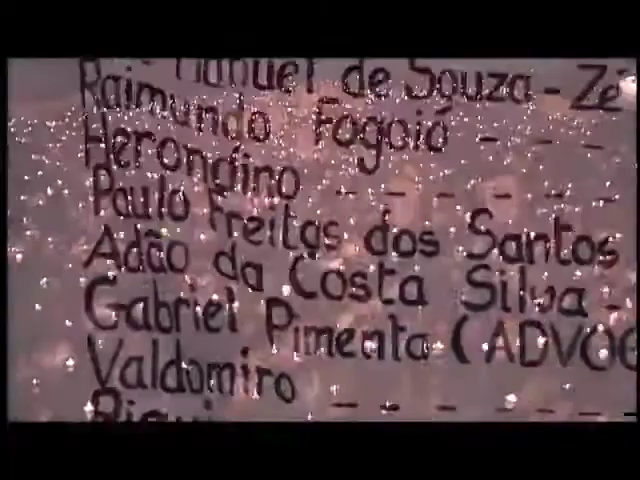 Manuel de Souza - Zé
Raimundo Fogoió - - -
Herondino - - - - - -
Paulo Freitas dos Santos
Adão da Costa Silva -
Gabriel Pimenta (ADVOG
Valdomiro - - - - - -